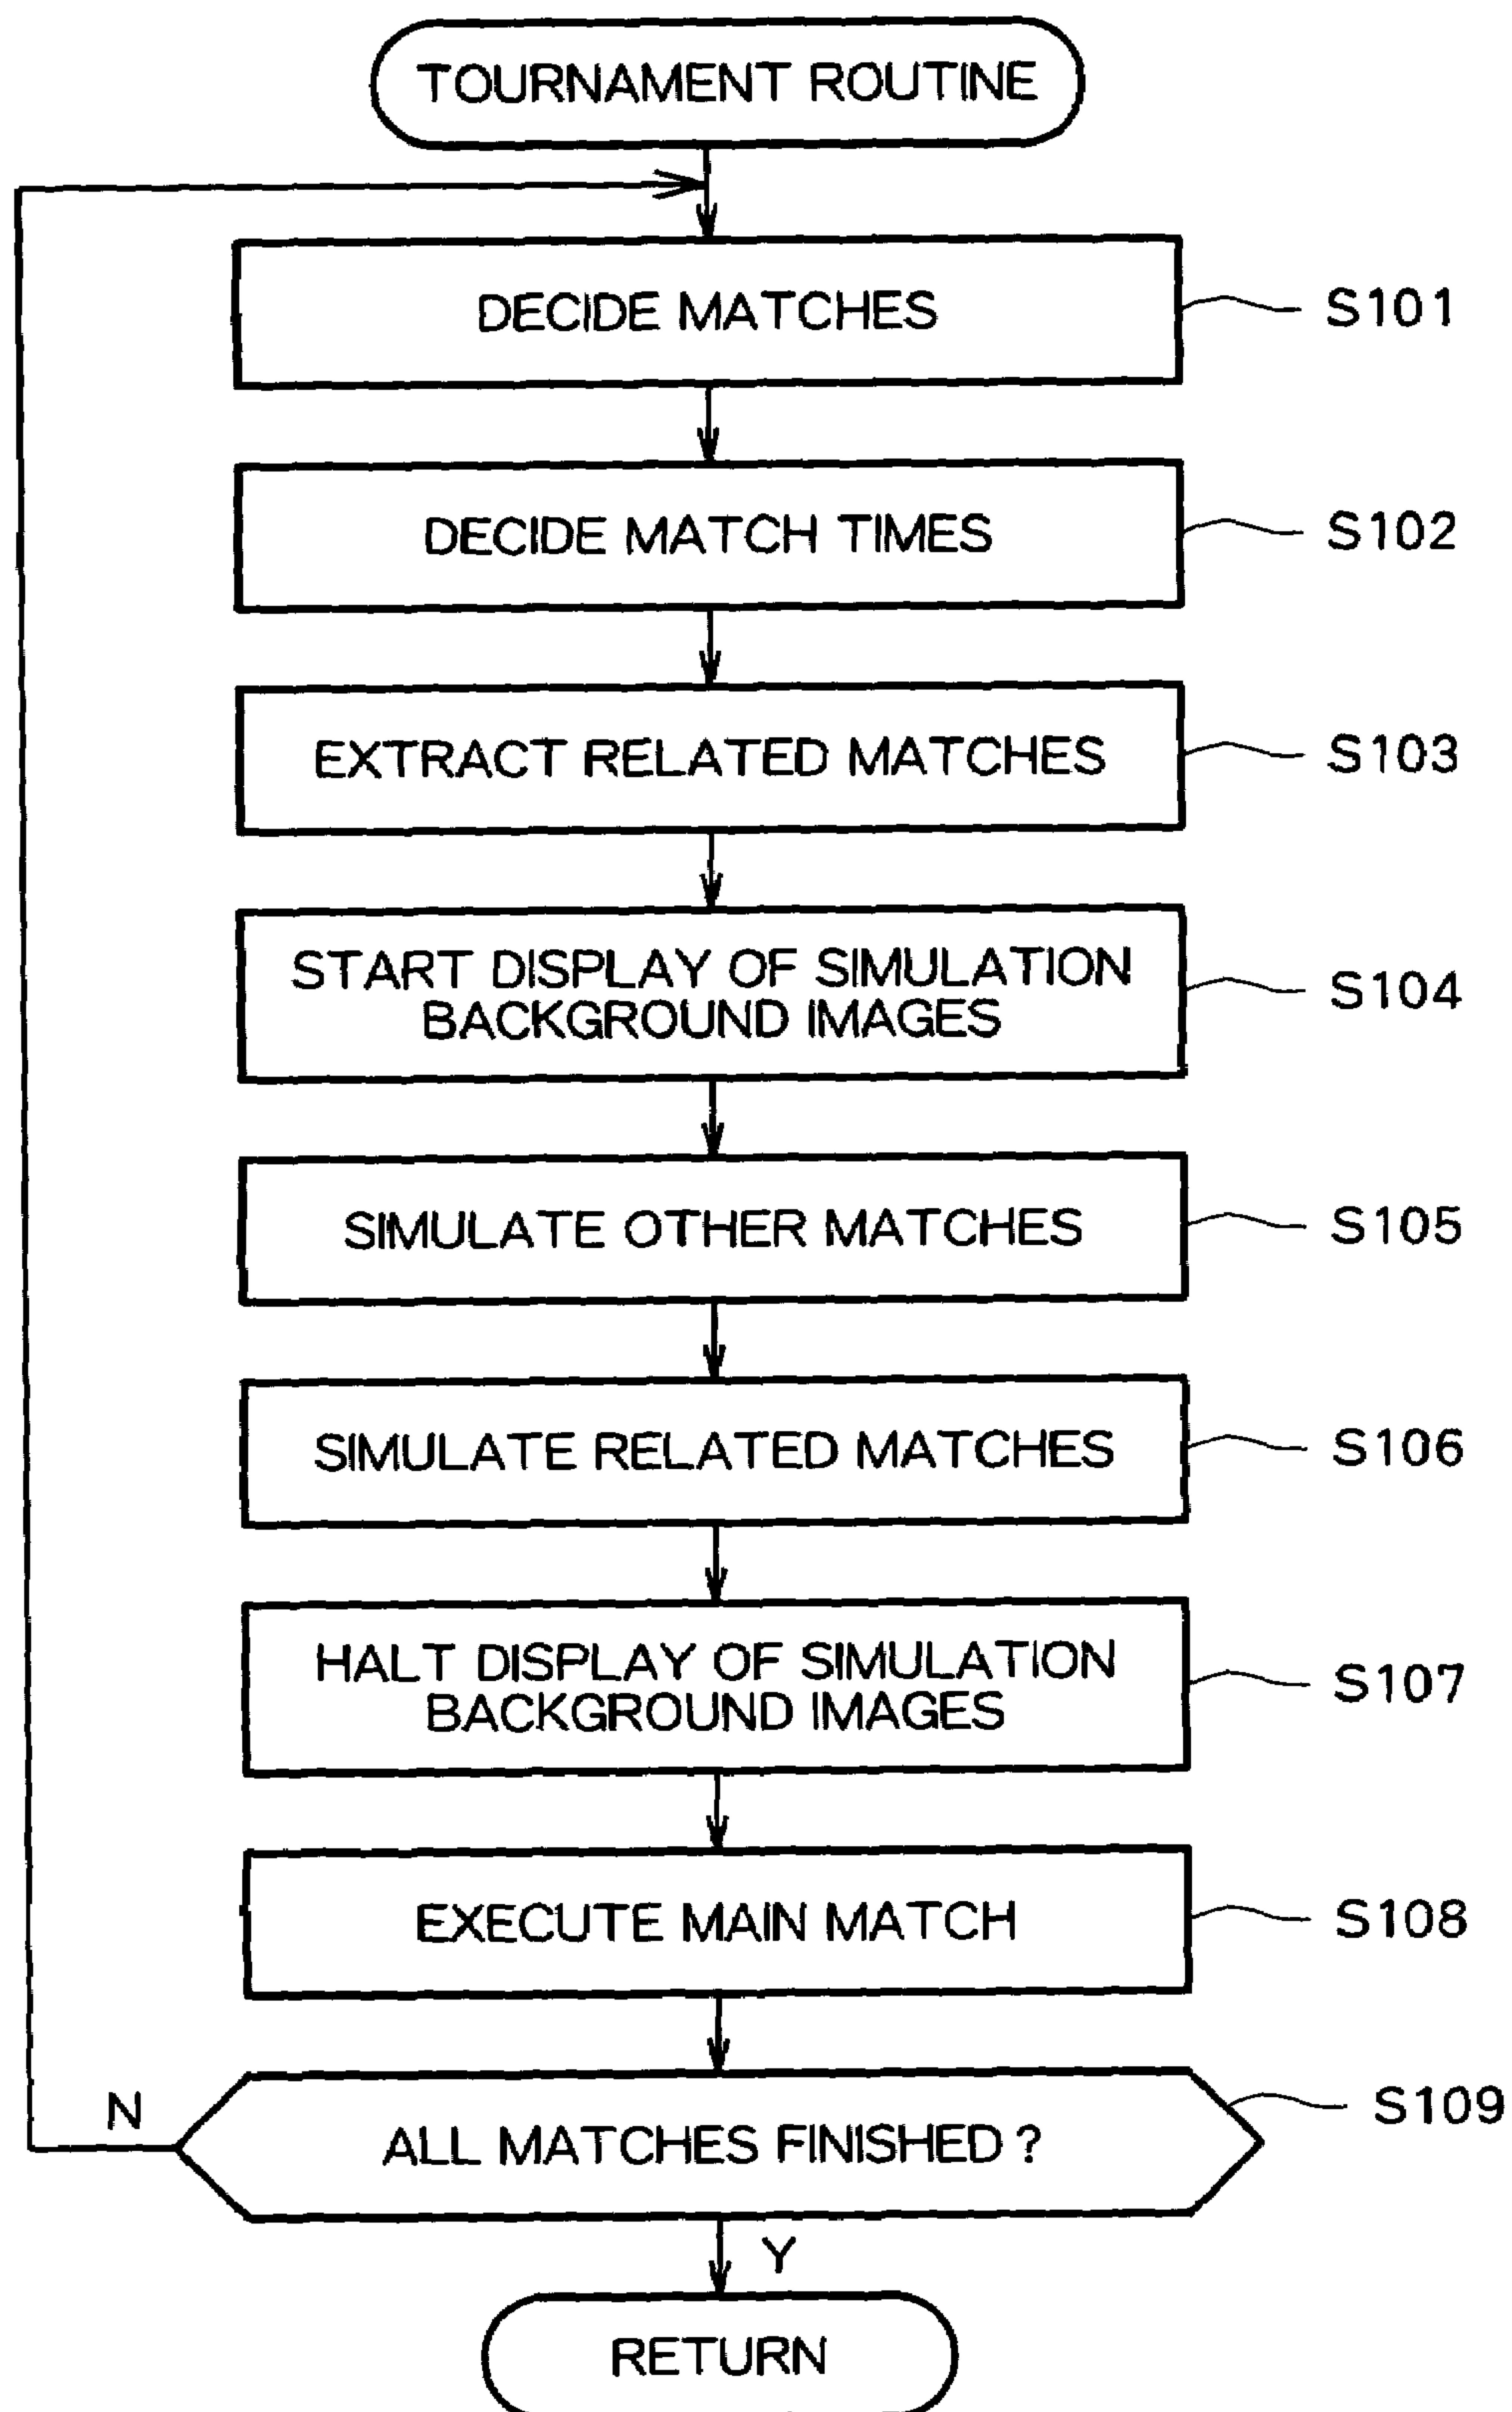 TOURNAMENT ROUTINE
DECIDE MATCHES
S101
DECIDE MATCH TIMES
S102
EXTRACT RELATED MATCHES
S103
START DISPLAY OF SIMULATION
BACKGROUND IMAGES
S104
SIMULATE OTHER MATCHES
S105
SIMULATE RELATED MATCHES
S106
HALT DISPLAY OF SIMULATION
BACKGROUND IMAGES
S107
EXECUTE MAIN MATCH
S108
N
ALL MATCHES FINISHED ?
S109
Y
RETURN